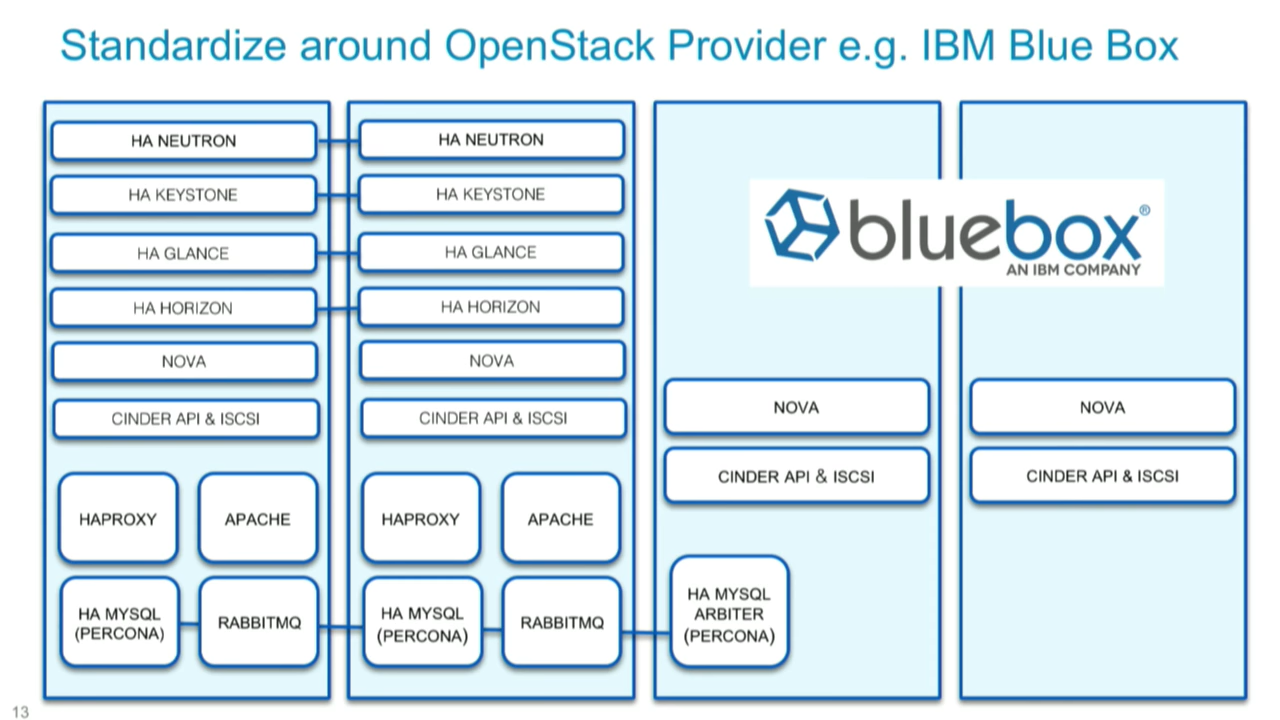 Standardize around OpenStack Provider e.g. IBM Blue Box
HA NEUTRON
HA KEYSTONE
HA GLANCE
HA HORIZON
NOVA
CINDER API & ISCSI
HAPROXY
APACHE
HA MYSQL
(PERCONA)
RABBITMQ
HA NEUTRON
HA KEYSTONE
HA GLANCE
HA HORIZON
NOVA
CINDER API & ISCSI
HAPROXY
APACHE
HA MYSQL
(PERCONA)
RABBITMQ
bluebox®
AN IBM COMPANY
NOVA
CINDER API & ISCSI
HA MYSQL
ARBITER
(PERCONA)
NOVA
CINDER API & ISCSI
13